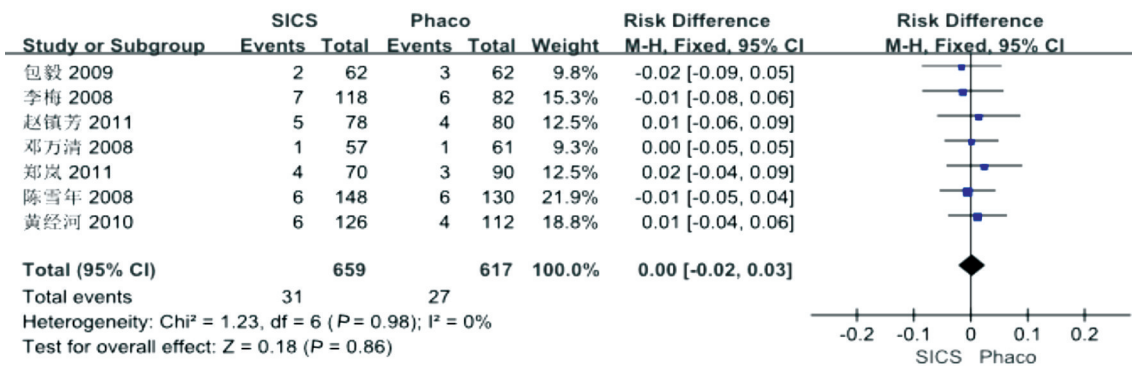 SICS Phaco Risk Difference Risk Difference
Study or Subgroup Events Total Events Total Weight M-H, Fixed, 95% CI M-H, Fixed, 95% CI
包毅 2009 2 62 3 62 9.8% -0.02 [-0.09, 0.05]
李梅 2008 7 118 6 82 15.3% -0.01 [-0.08, 0.06]
赵镇芳 2011 5 78 4 80 12.5% 0.01 [-0.06, 0.09]
邓万清 2008 1 57 1 61 9.3% 0.00 [-0.05, 0.05]
郑岚 2011 4 70 3 90 12.5% 0.02 [-0.04, 0.09]
陈雪年 2008 6 148 6 130 21.9% -0.01 [-0.05, 0.04]
黄经河 2010 6 126 4 112 18.8% 0.01 [-0.04, 0.06]
Total (95% CI) 659 617 100.0% 0.00 [-0.02, 0.03]
Total events 31 27
Heterogeneity: Chi² = 1.23, df = 6 (P = 0.98); I² = 0%
Test for overall effect: Z = 0.18 (P = 0.86)
-0.2 -0.1 0 0.1 0.2
SICS Phaco